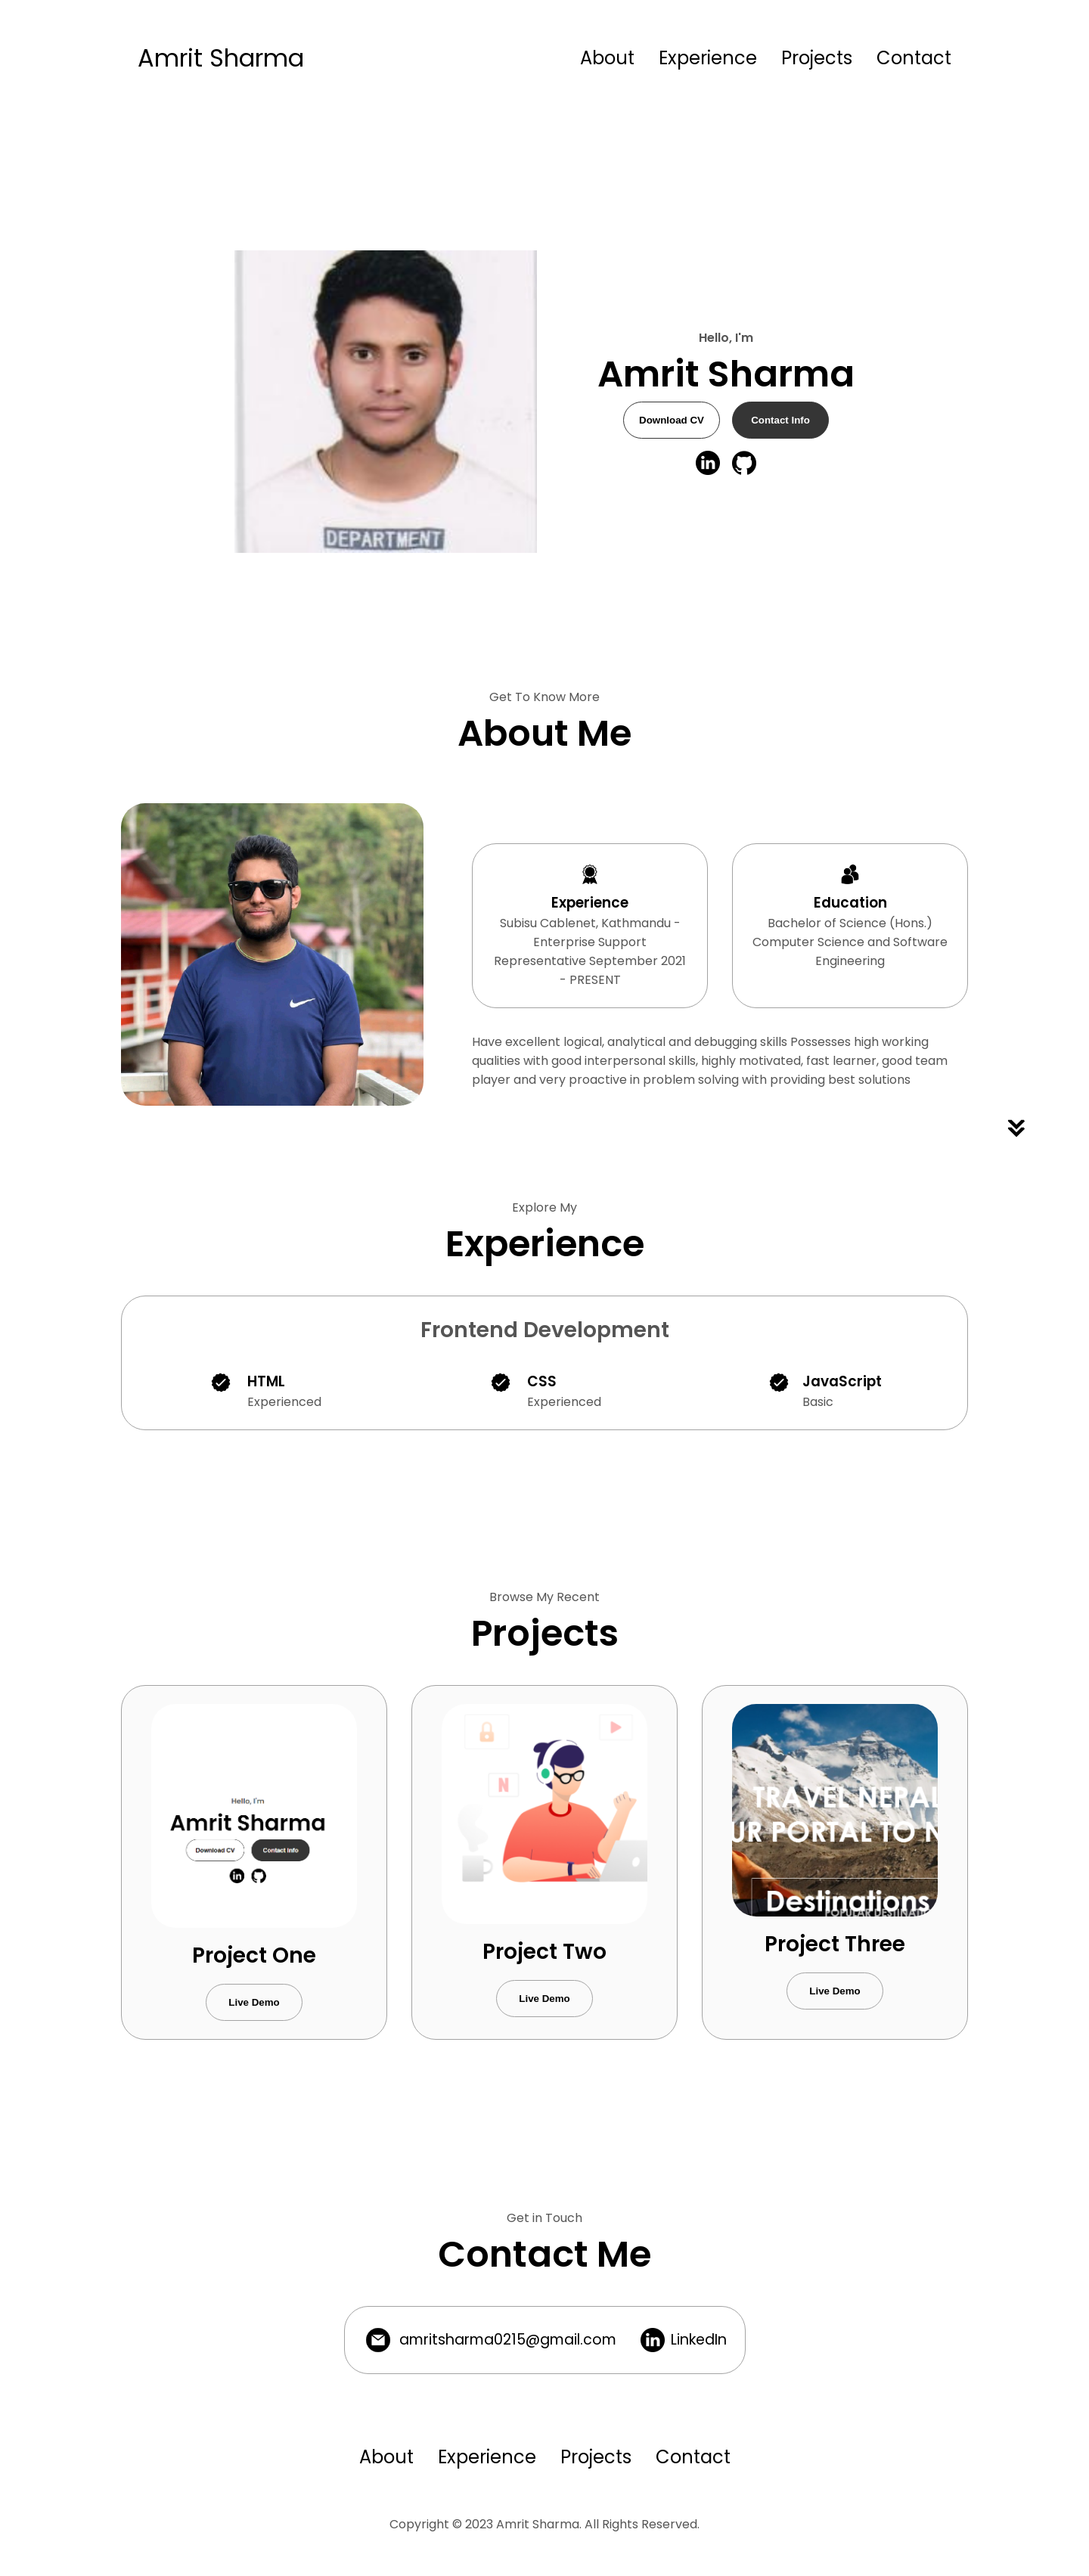 Amrit Sharma
About Experience Projects Contact
DEPARTMENT
Hello, I'm
Amrit Sharma
Download CV Contact Info
Get To Know More
About Me
Experience
Subisu Cablenet, Kathmandu -
Enterprise Support
Representative September 2021
- PRESENT
Education
Bachelor of Science (Hons.)
Computer Science and Software
Engineering
Have excellent logical, analytical and debugging skills Possesses high working
qualities with good interpersonal skills, highly motivated, fast learner, good team
player and very proactive in problem solving with providing best solutions
Explore My
Experience
Frontend Development
HTML
Experienced
CSS
Experienced
JavaScript
Basic
Browse My Recent
Projects
Hello, I'm
Amrit Sharma
Download CV Contact Info
Project One
Live Demo
N
Project Two
Live Demo
TRAVEL NEPAL
UR PORTAL TO N
Destinations
POPULAR DESTINAT
Project Three
Live Demo
Get in Touch
Contact Me
amritsharma0215@gmail.com LinkedIn
About Experience Projects Contact
Copyright © 2023 Amrit Sharma. All Rights Reserved.